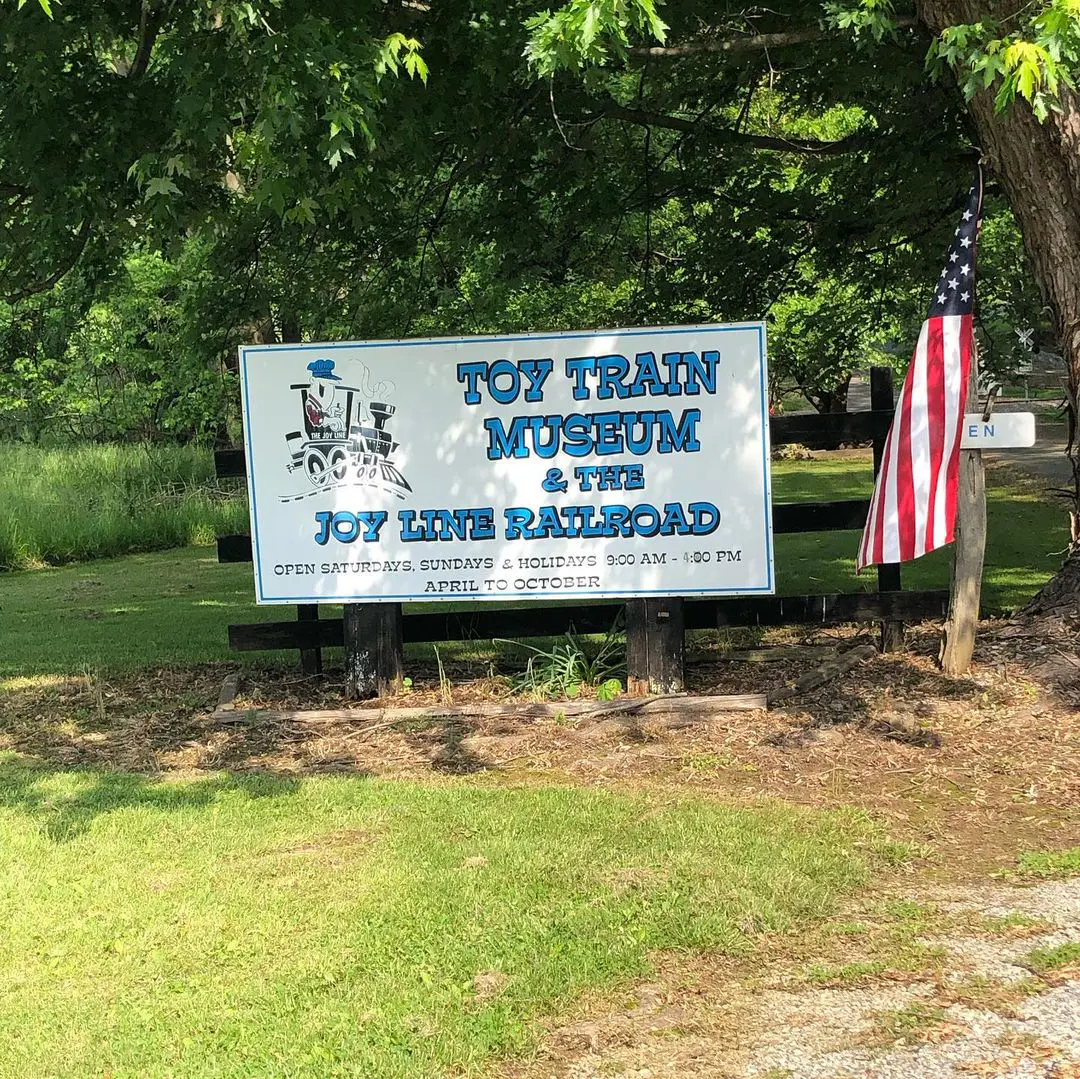 THE JOY LINE
TOY TRAIN
MUSEUM
& THE
JOY LINE RAILROAD
OPEN SATURDAYS, SUNDAYS & HOLIDAYS 9:00 AM - 4:00 PM
APRIL TO OCTOBER
EN